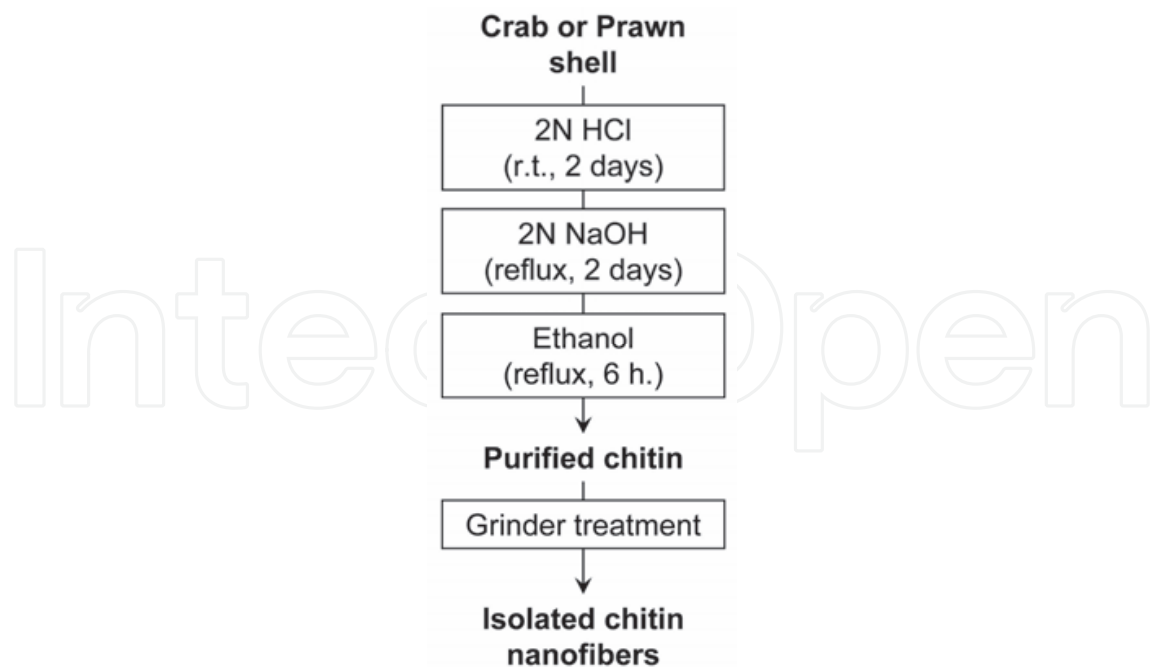 Crab or Prawn
shell
2N HCl
(r.t., 2 days)
2N NaOH
(reflux, 2 days)
Ethanol
(reflux, 6 h.)
Purified chitin
Grinder treatment
Isolated chitin
nanofibers